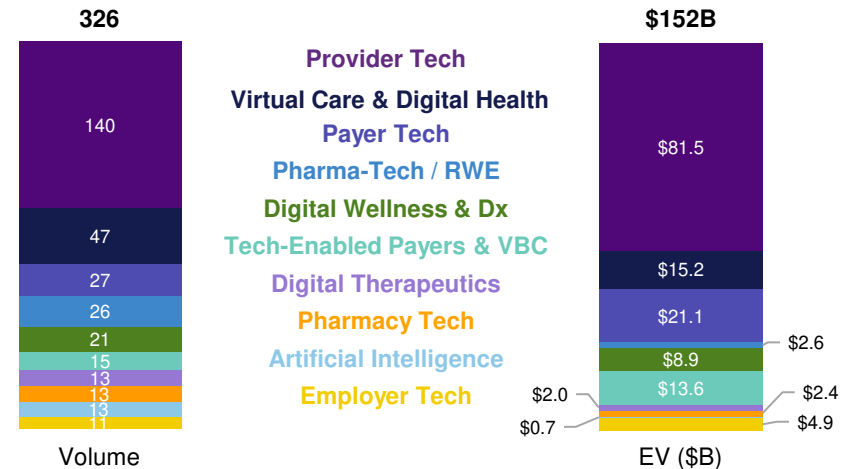 326
$152B
Provider Tech
Virtual Care & Digital Health
Payer Tech
Pharma-Tech / RWE
Digital Wellness & Dx
Tech-Enabled Payers & VBC
Digital Therapeutics
Pharmacy Tech
Artificial Intelligence
Employer Tech
140
47
27
26
21
15
13
13
13
11
$81.5
$15.2
$21.1
$2.6
$8.9
$13.6
$2.0
$2.4
$0.7
$4.9
Volume
EV ($B)